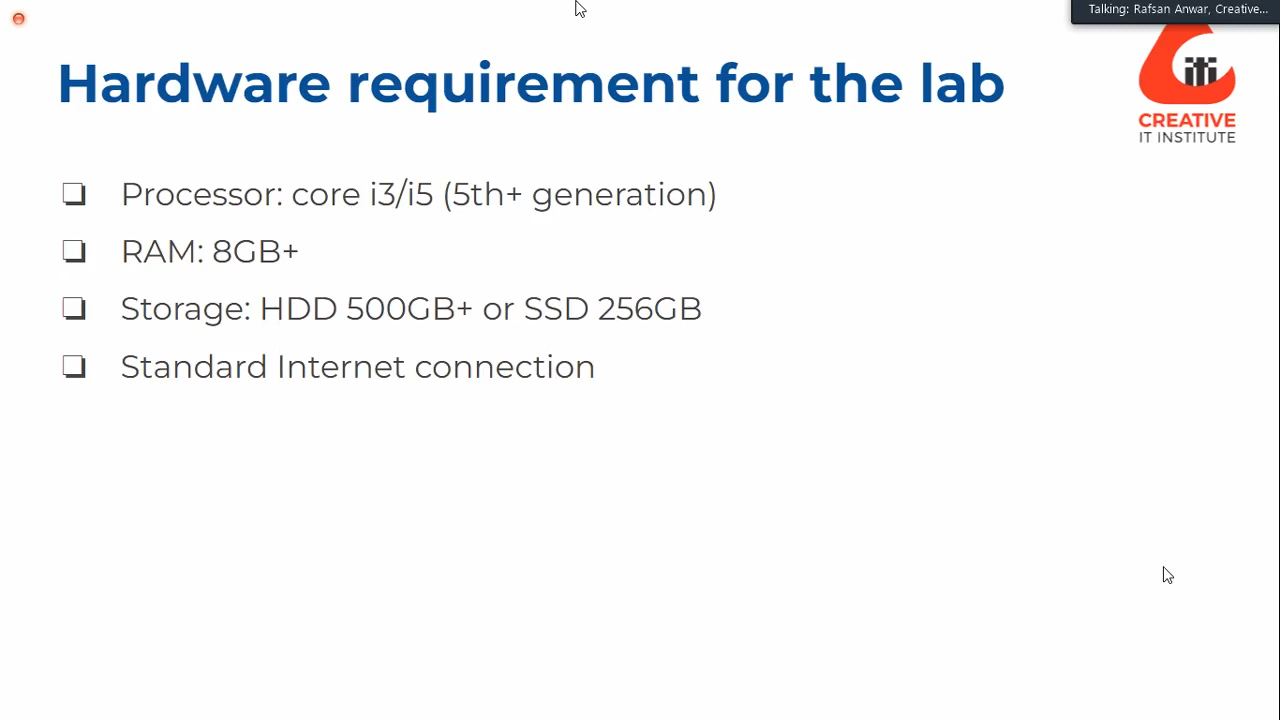 Talking: Rafsan Anwar, Creative...
Hardware requirement for the lab
iti
CREATIVE
IT INSTITUTE
❏ Processor: core i3/i5 (5th+ generation)
❏ RAM: 8GB+
❏ Storage: HDD 500GB+ or SSD 256GB
❏ Standard Internet connection